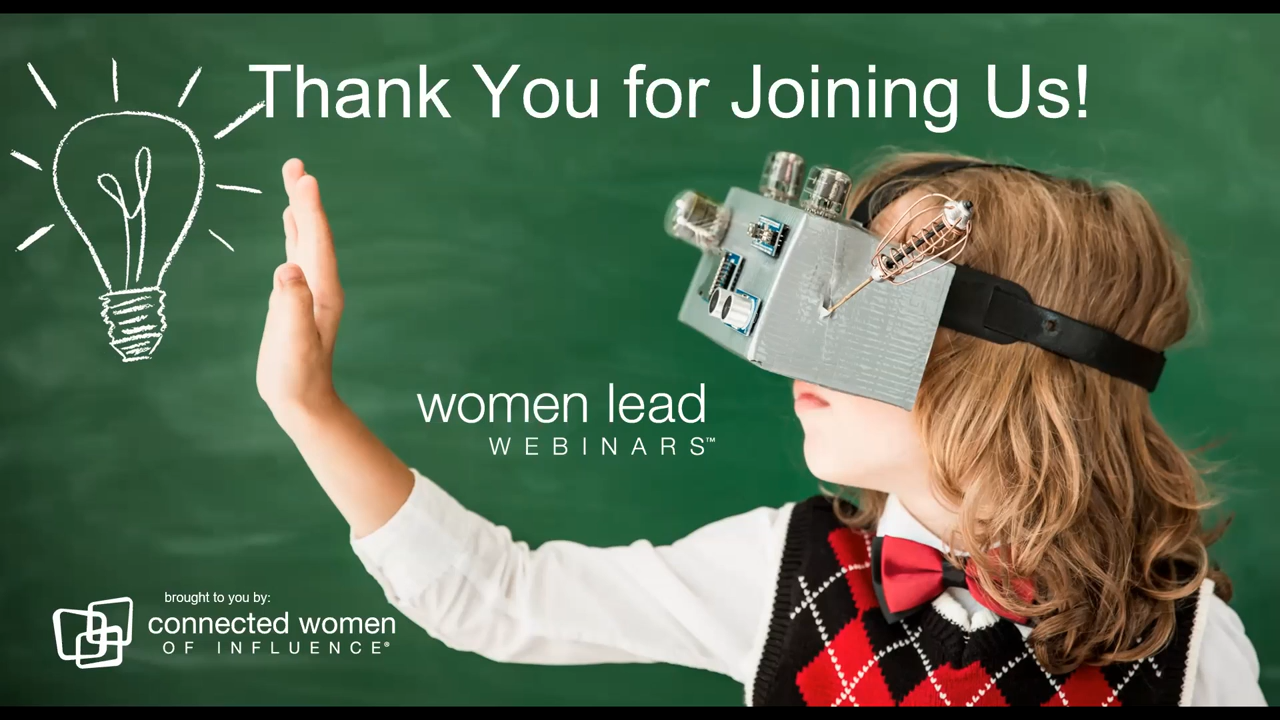 Thank You for Joining Us!
women lead
WEBINARS™
brought to you by:
connected women
OF INFLUENCE®